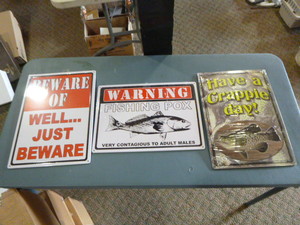 BEWARE
OF
WELL...
JUST
BEWARE
WARNING
FISHING POX
VERY CONTAGIOUS TO ADULT MALES
Have a
Crappie
day!